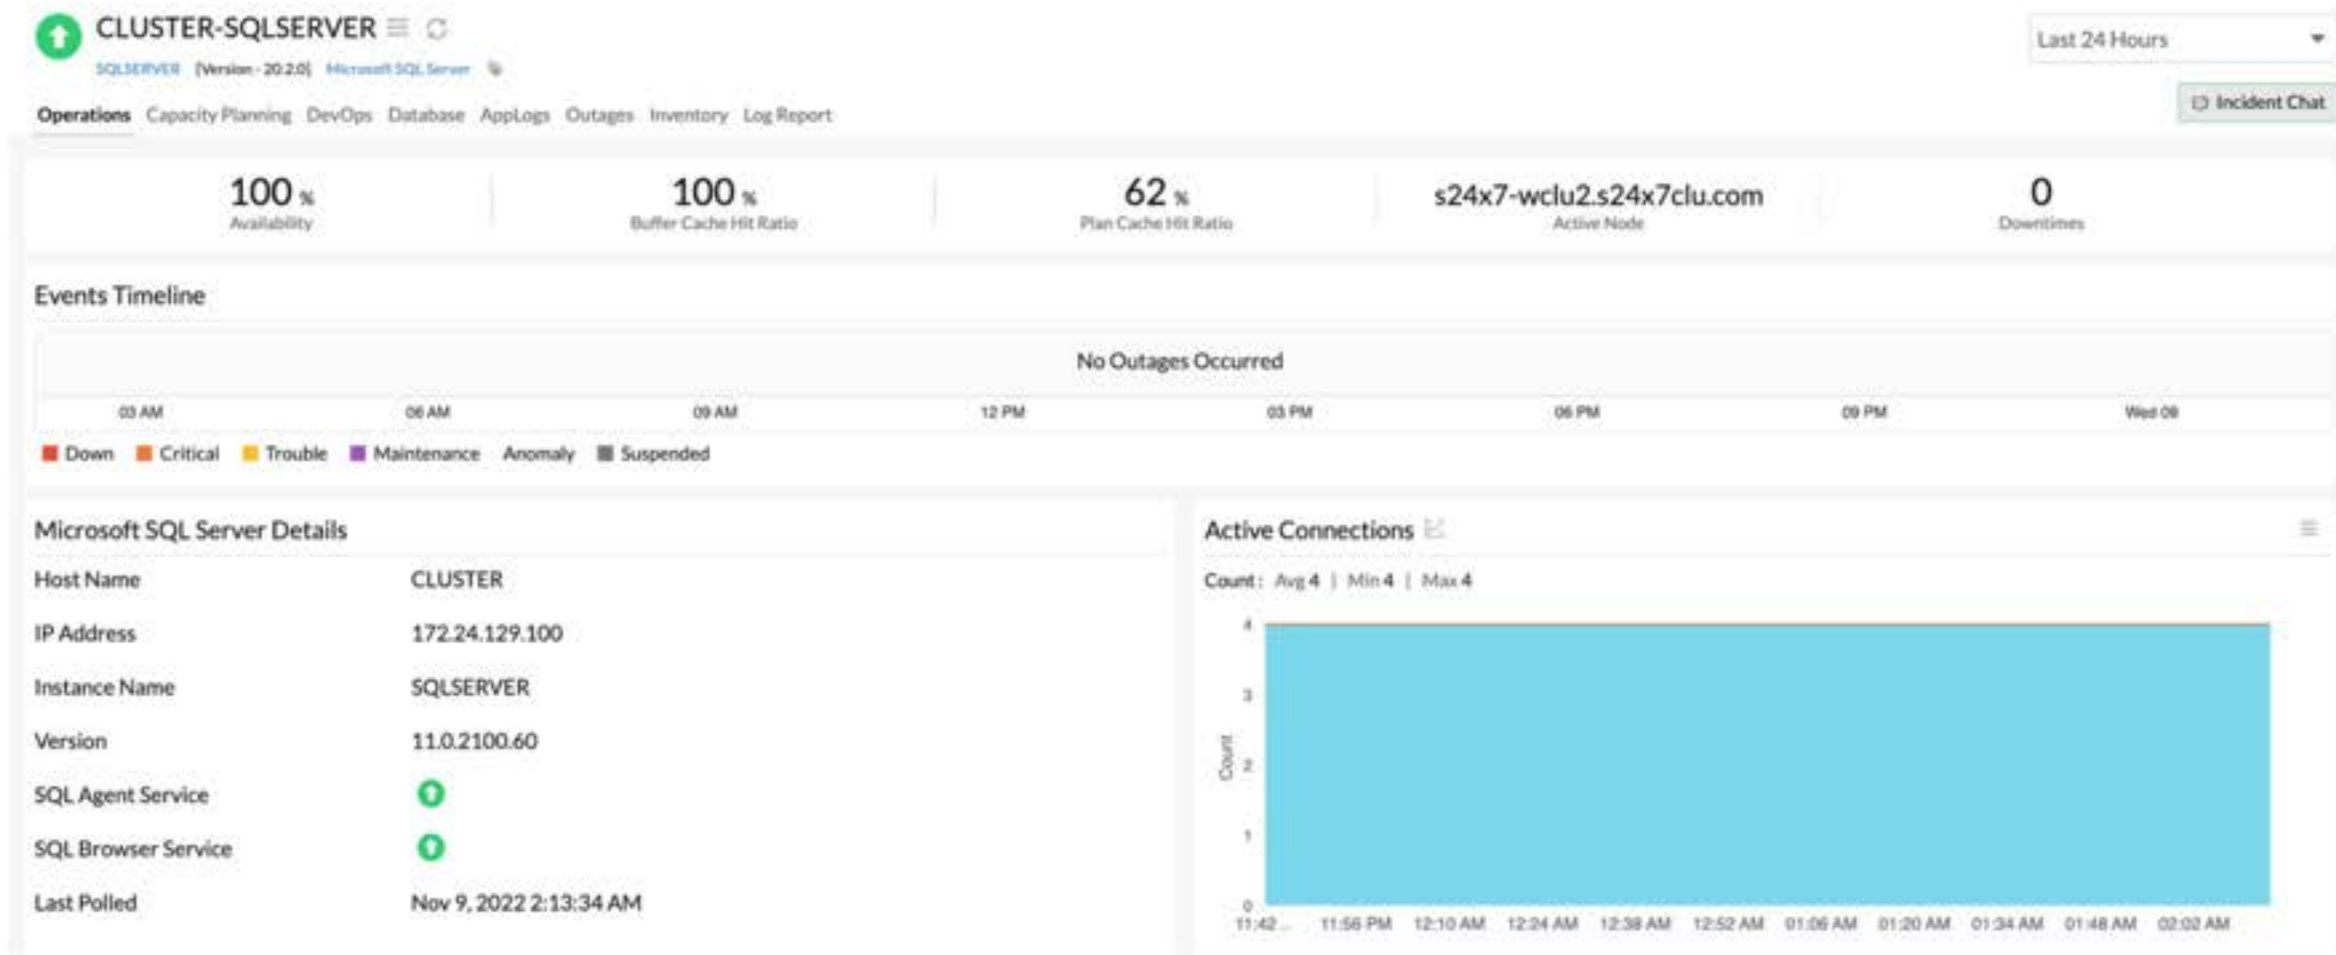 CLUSTER-SQLSERVER
Last 24 Hours
SQLSERVER (Version - 20.2.0) Microsoft SQL Server
Incident Chat
Operations Capacity Planning DevOps Database AppLogs Outages Inventory Log Report
100 %
Availability
100 %
Buffer Cache Hit Ratio
62 %
Plan Cache Hit Ratio
s24x7-wclu2.s24x7clu.com
Active Node
0
Downtimes
Events Timeline
No Outages Occurred
03 AM 06 AM 09 AM 12 PM 03 PM 06 PM 09 PM Wed 09
Down Critical Trouble Maintenance Anomaly Suspended
Microsoft SQL Server Details
Host Name CLUSTER
IP Address 172.24.129.100
Instance Name SQLSERVER
Version 11.0.2100.60
SQL Agent Service
SQL Browser Service
Last Polled Nov 9, 2022 2:13:34 AM
Active Connections
Count: Avg 4 | Min 4 | Max 4
4
3
2
1
0
Count
11:42... 11:56 PM 12:10 AM 12:24 AM 12:38 AM 12:52 AM 01:06 AM 01:20 AM 01:34 AM 01:48 AM 02:02 AM